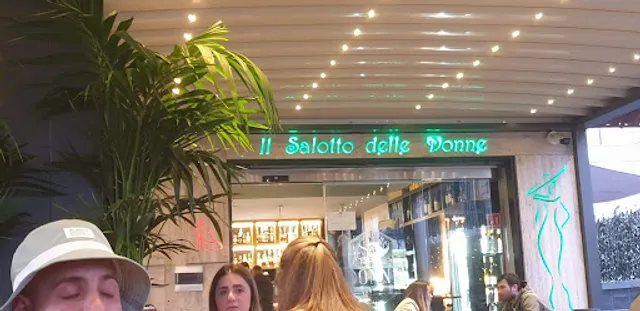 Il Salotto delle Donne